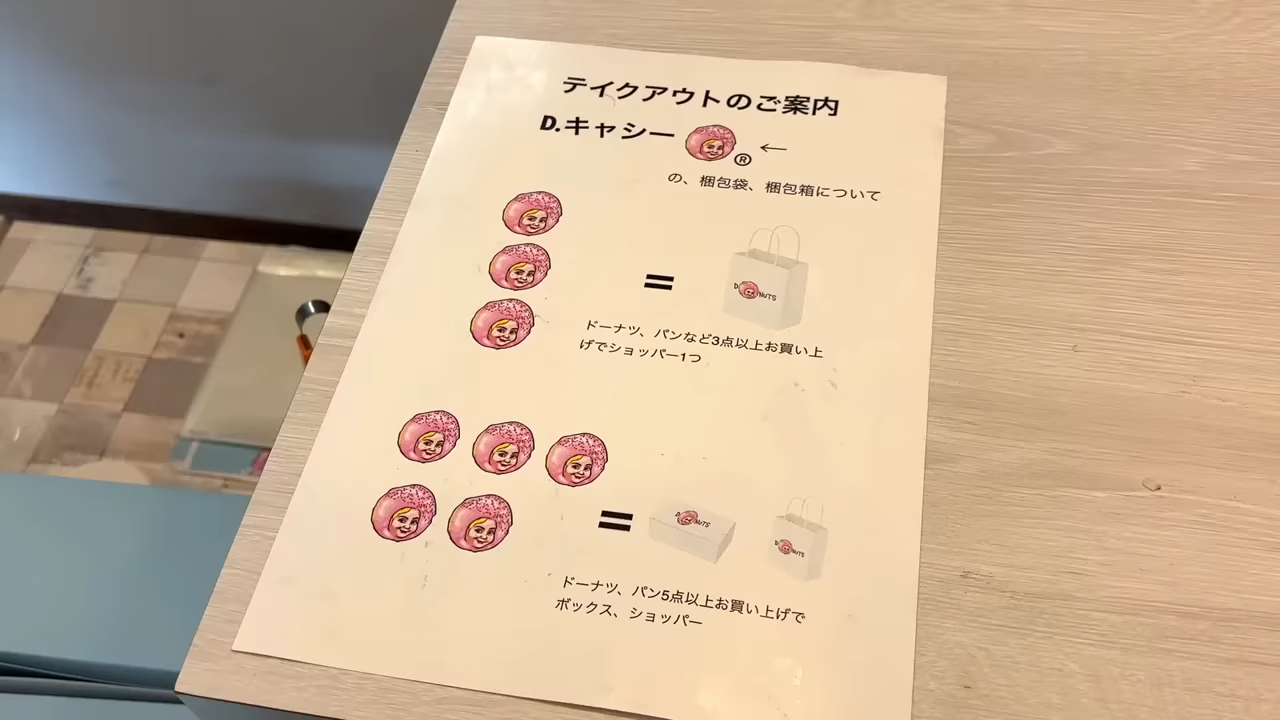 テイクアウトのご案内
D.キャシー ® ←
の、梱包袋、梱包箱について
=
D NUTS
ドーナツ、パンなど3点以上お買い上
げでショッパー1つ
=
D NUTS
D NUTS
ドーナツ、パン5点以上お買い上げで
ボックス、ショッパー